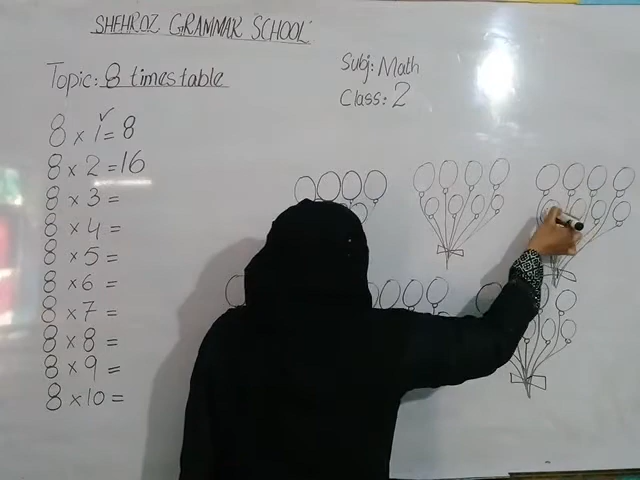 SHEHROZ GRAMMAR SCHOOL
Topic: 8 times table
Subj: Math
Class: 2
8 x 1 = 8
8 x 2 = 16
8 x 3 =
8 x 4 =
8 x 5 =
8 x 6 =
8 x 7 =
8 x 8 =
8 x 9 =
8 x 10 =